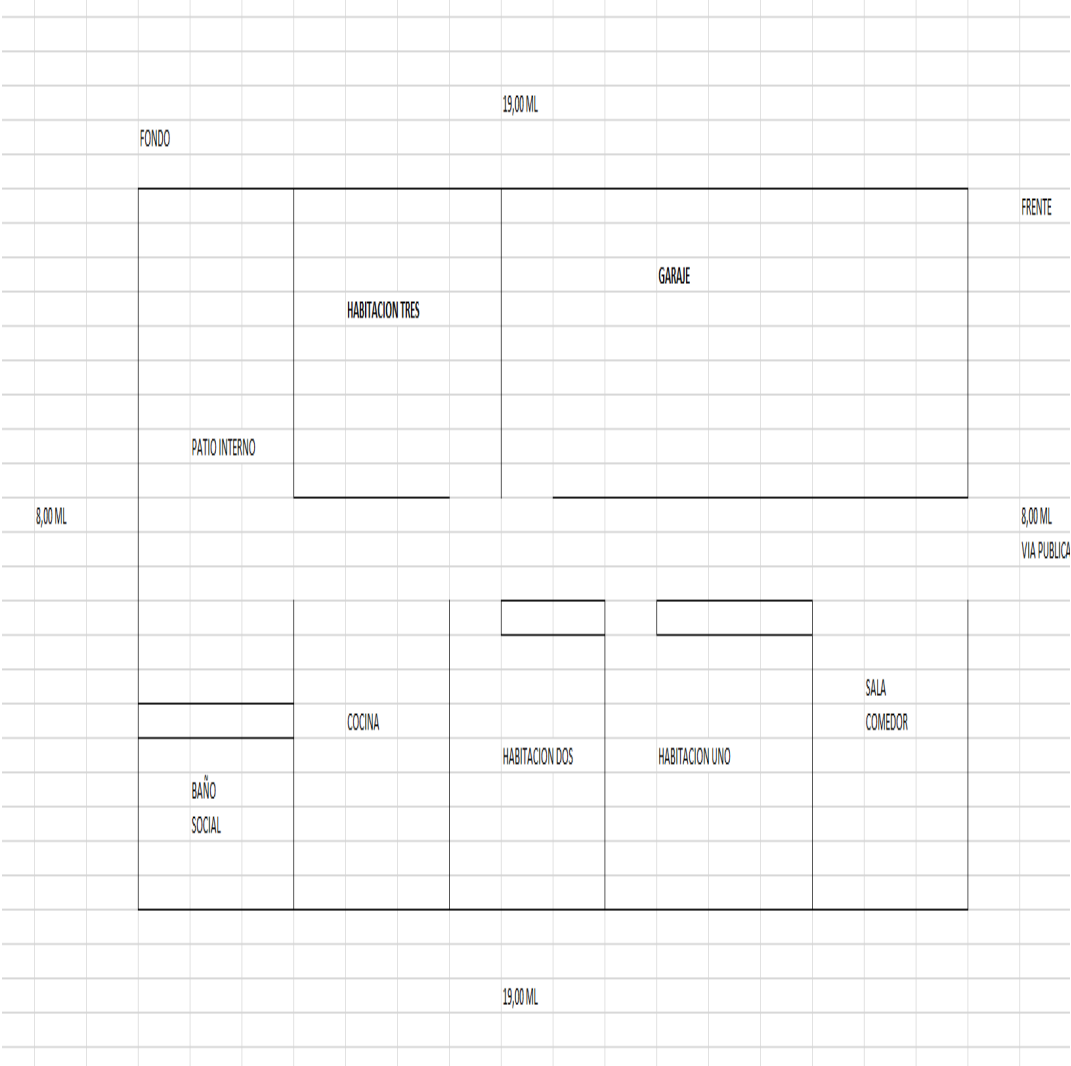 19,00 ML
FONDO
FRENTE
GARAJE
HABITACION TRES
PATIO INTERNO
8,00 ML
8,00 ML
VIA PUBLICA
SALA
COCINA
COMEDOR
HABITACION DOS
HABITACION UNO
BAÑO
SOCIAL
19,00 ML